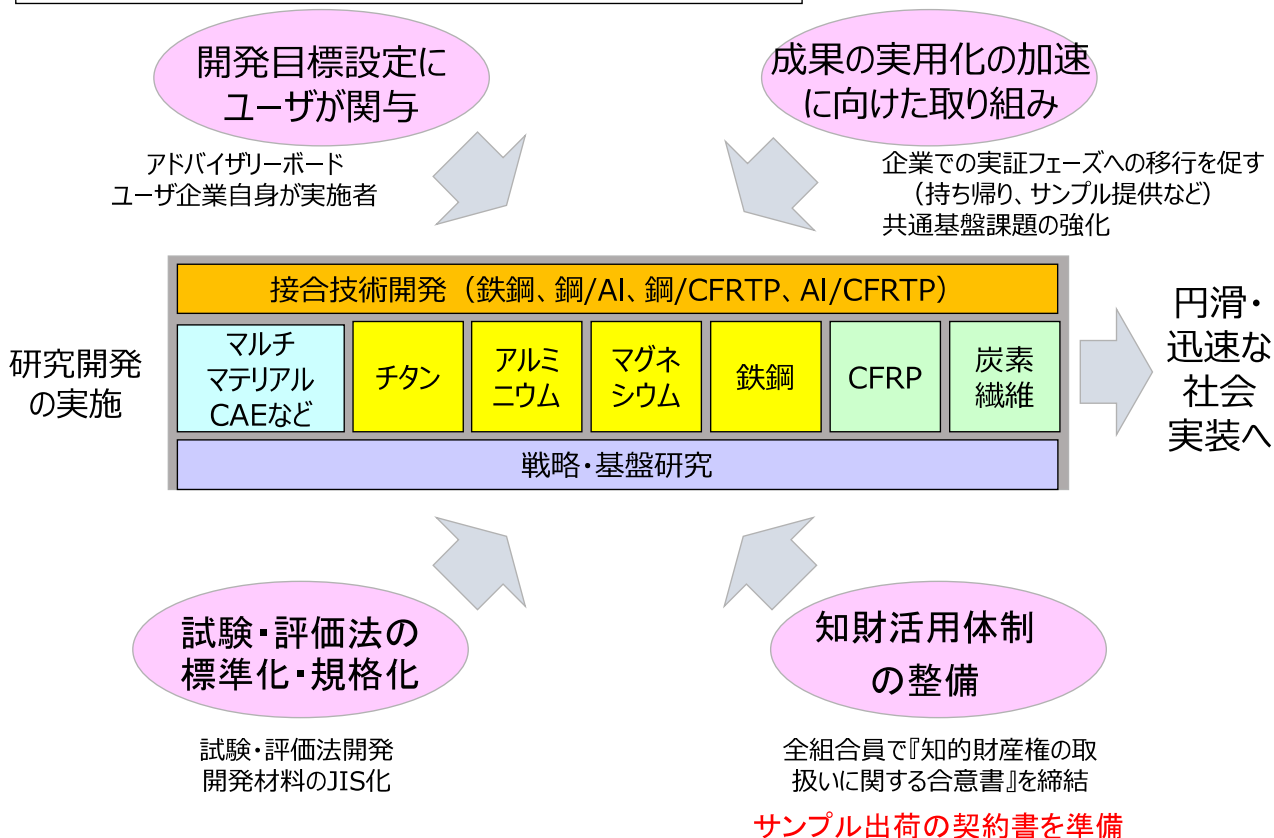 開発目標設定に
ユーザが関与
アドバイザリーボード
ユーザ企業自身が実施者
成果の実用化の加速
に向けた取り組み
企業での実証フェーズへの移行を促す
（持ち帰り、サンプル提供など）
共通基盤課題の強化
研究開発
の実施
接合技術開発（鉄鋼、鋼/Al、鋼/CFRTP、Al/CFRTP）
マルチ
マテリアル
CAEなど
チタン
アルミ
ニウム
マグネ
シウム
鉄鋼
CFRP
炭素
繊維
戦略・基盤研究
円滑・
迅速な
社会
実装へ
試験・評価法の
標準化・規格化
試験・評価法開発
開発材料のJIS化
知財活用体制
の整備
全組合員で『知的財産権の取
扱いに関する合意書』を締結
サンプル出荷の契約書を準備